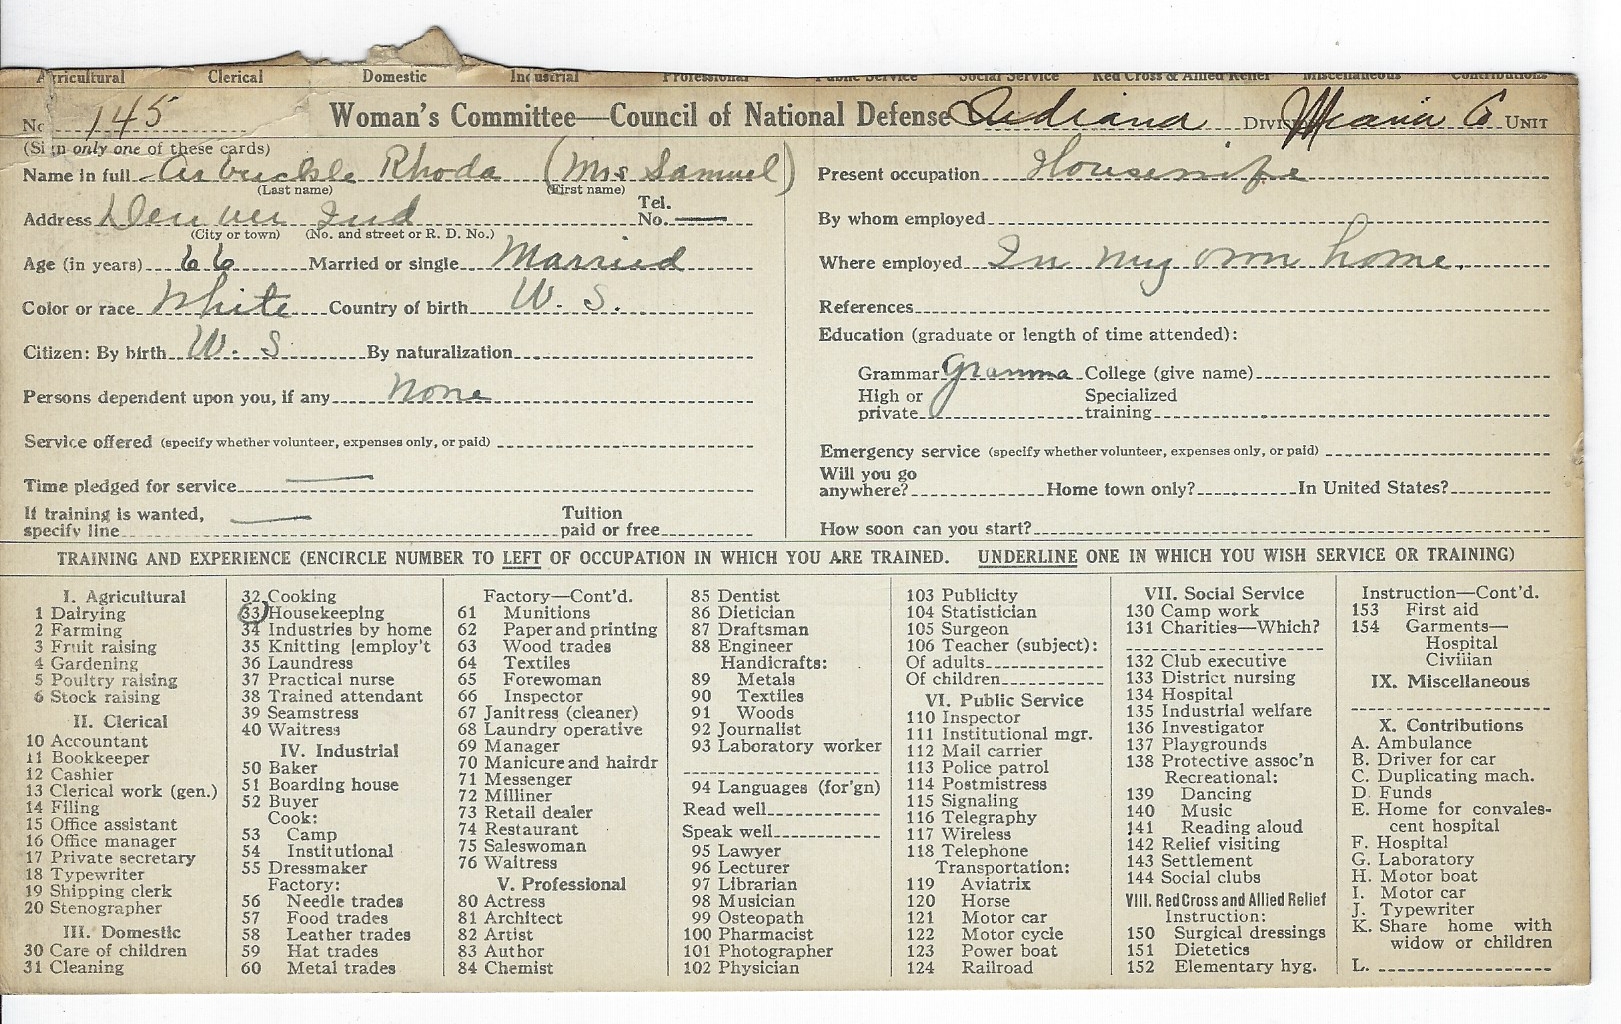 Agricultural Clerical Domestic Industrial Professional Public Service Social Service Red Cross & Allied Relief Miscellaneous Contributions
No. 145 Woman's Committee—Council of National Defense Indiana DIVISION Miami Co UNIT
(Sign only one of these cards)
Name in full Arbuckle Rhoda (Mrs Samuel)
(Last name) (First name)
Address Denver Ind Tel. No. —
(City or town) (No. and street or R. D. No.)
Age (in years) 66 Married or single Married
Color or race White Country of birth U. S.
Citizen: By birth U. S By naturalization
Persons dependent upon you, if any none
Service offered (specify whether volunteer, expenses only, or paid)
Time pledged for service —
If training is wanted, specify line — Tuition paid or free
Present occupation Housewife
By whom employed
Where employed In my own home.
References
Education (graduate or length of time attended):
Grammar Gramma College (give name)
High or private Specialized training
Emergency service (specify whether volunteer, expenses only, or paid)
Will you go anywhere? Home town only? In United States?
How soon can you start?
TRAINING AND EXPERIENCE (ENCIRCLE NUMBER TO LEFT OF OCCUPATION IN WHICH YOU ARE TRAINED. UNDERLINE ONE IN WHICH YOU WISH SERVICE OR TRAINING)
I. Agricultural
1 Dairying
2 Farming
3 Fruit raising
4 Gardening
5 Poultry raising
6 Stock raising
II. Clerical
10 Accountant
11 Bookkeeper
12 Cashier
13 Clerical work (gen.)
14 Filing
15 Office assistant
16 Office manager
17 Private secretary
18 Typewriter
19 Shipping clerk
20 Stenographer
III. Domestic
30 Care of children
31 Cleaning
32 Cooking
33 Housekeeping
34 Industries by home
35 Knitting [employ't
36 Laundress
37 Practical nurse
38 Trained attendant
39 Seamstress
40 Waitress
IV. Industrial
50 Baker
51 Boarding house
52 Buyer
Cook:
53 Camp
54 Institutional
55 Dressmaker
Factory:
56 Needle trades
57 Food trades
58 Leather trades
59 Hat trades
60 Metal trades
Factory—Cont'd.
61 Munitions
62 Paper and printing
63 Wood trades
64 Textiles
65 Forewoman
66 Inspector
67 Janitress (cleaner)
68 Laundry operative
69 Manager
70 Manicure and hairdr
71 Messenger
72 Milliner
73 Retail dealer
74 Restaurant
75 Saleswoman
76 Waitress
V. Professional
80 Actress
81 Architect
82 Artist
83 Author
84 Chemist
85 Dentist
86 Dietician
87 Draftsman
88 Engineer
Handicrafts:
89 Metals
90 Textiles
91 Woods
92 Journalist
93 Laboratory worker
94 Languages (for'gn)
Read well
Speak well
95 Lawyer
96 Lecturer
97 Librarian
98 Musician
99 Osteopath
100 Pharmacist
101 Photographer
102 Physician
103 Publicity
104 Statistician
105 Surgeon
106 Teacher (subject):
Of adults
Of children
VI. Public Service
110 Inspector
111 Institutional mgr.
112 Mail carrier
113 Police patrol
114 Postmistress
115 Signaling
116 Telegraphy
117 Wireless
118 Telephone
Transportation:
119 Aviatrix
120 Horse
121 Motor car
122 Motor cycle
123 Power boat
124 Railroad
VII. Social Service
130 Camp work
131 Charities—Which?
132 Club executive
133 District nursing
134 Hospital
135 Industrial welfare
136 Investigator
137 Playgrounds
138 Protective assoc'n
Recreational:
139 Dancing
140 Music
141 Reading aloud
142 Relief visiting
143 Settlement
144 Social clubs
VIII. Red Cross and Allied Relief
Instruction:
150 Surgical dressings
151 Dietetics
152 Elementary hyg.
Instruction—Cont'd.
153 First aid
154 Garments—
Hospital
Civilian
IX. Miscellaneous
X. Contributions
A. Ambulance
B. Driver for car
C. Duplicating mach.
D. Funds
E. Home for convales-
cent hospital
F. Hospital
G. Laboratory
H. Motor boat
I. Motor car
J. Typewriter
K. Share home with
widow or children
L.